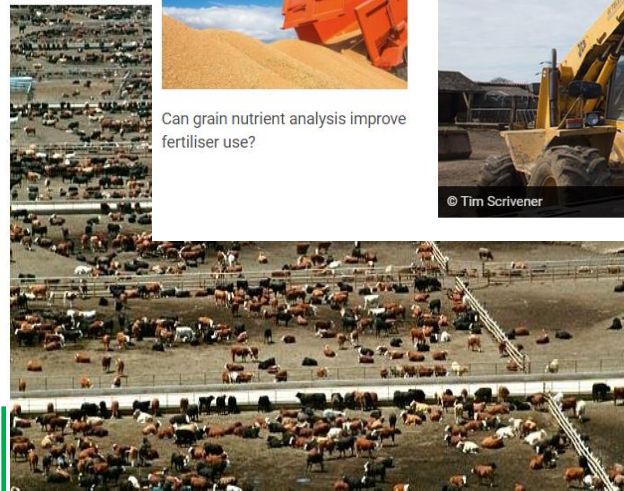 Can grain nutrient analysis improve
fertiliser use?
© Tim Scrivener